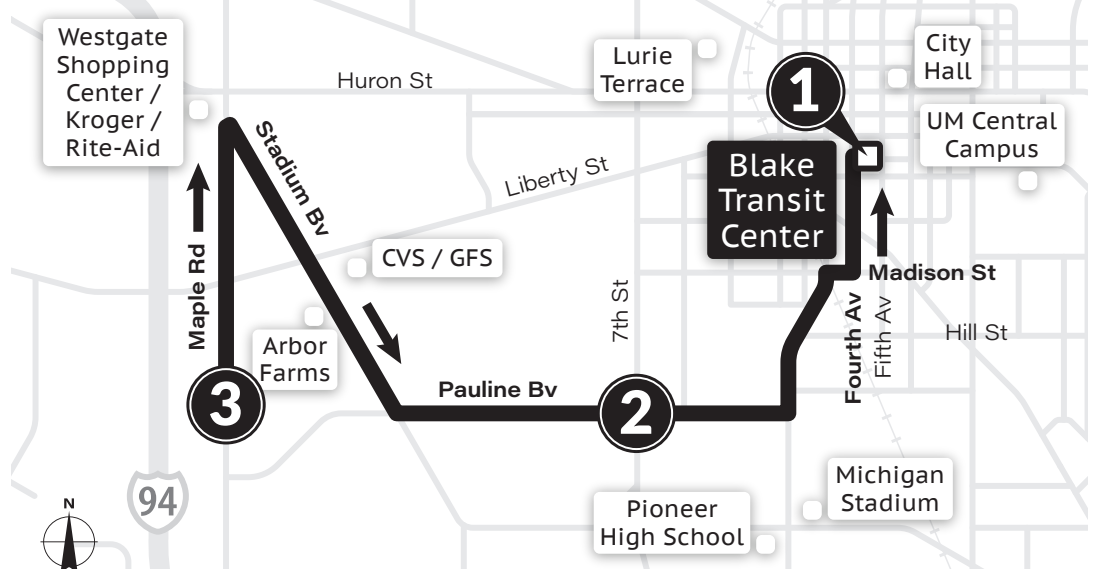 Westgate
Shopping
Center /
Kroger /
Rite-Aid
Huron St
Lurie
Terrace
1
City
Hall
UM Central
Campus
Stadium Bv
Liberty St
Blake
Transit
Center
Maple Rd
CVS / GFS
Madison St
7th St
Fourth Av
Fifth Av
Hill St
Arbor
Farms
3
Pauline Bv
2
94
N
Pioneer
High School
Michigan
Stadium